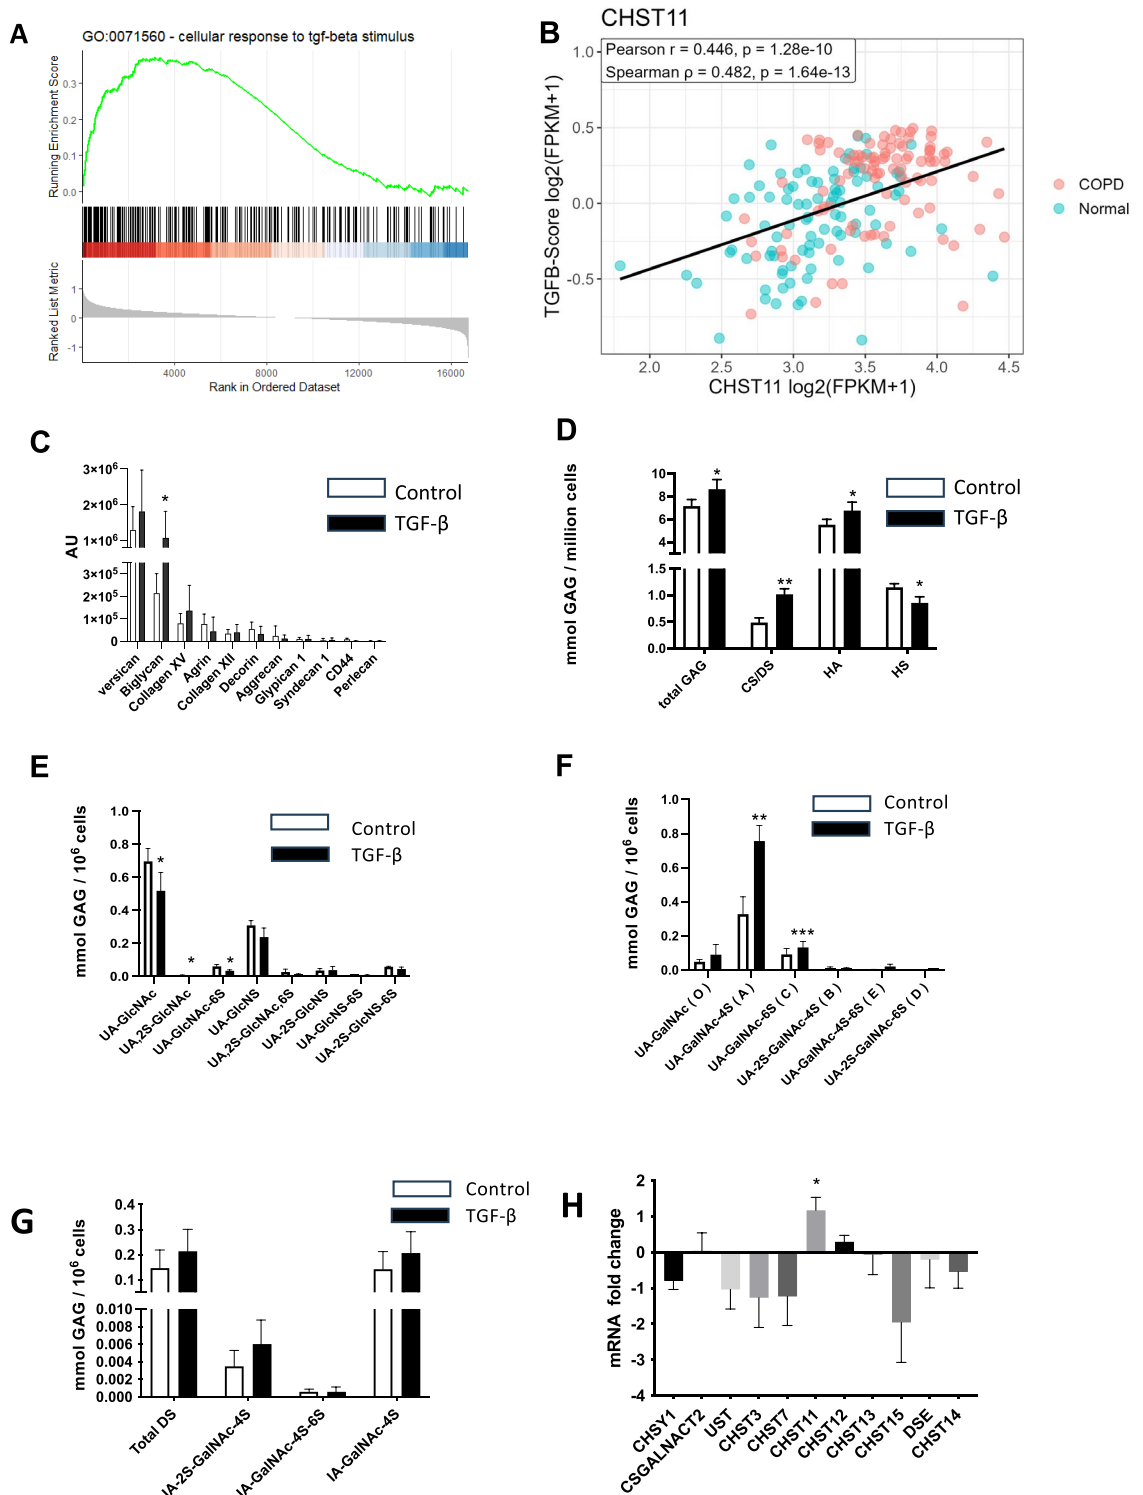 A
GO:0071560 - cellular response to tgf-beta stimulus
Running Enrichment Score
0.3
0.2
0.1
0.0
Ranked List Metric
1
0
-1
4000
8000
12000
16000
Rank in Ordered Dataset
B
CHST11
Pearson r = 0.446, p = 1.28e-10
Spearman ρ = 0.482, p = 1.64e-13
TGFB-Score log2(FPKM+1)
1.0
0.5
0.0
-0.5
2.0
2.5
3.0
3.5
4.0
4.5
CHST11 log2(FPKM+1)
COPD
Normal
C
AU
3×10⁶
2×10⁶
1×10⁶
3×10⁵
2×10⁵
1×10⁵
0
*
Control
TGF-β
versican
Biglycan
Collagen XV
Agrin
Collagen XII
Decorin
Aggrecan
Glypican 1
Syndecan 1
CD44
Perlecan
D
mmol GAG / million cells
10
8
6
4
1.5
1.0
0.5
0.0
*
**
*
*
Control
TGF-β
total GAG
CS/DS
HA
HS
E
mmol GAG / 10⁶ cells
1.0
0.8
0.6
0.4
0.2
0.0
*
*
*
Control
TGF-β
UA-GlcNAc
UA,2S-GlcNAc
UA-GlcNAc-6S
UA-GlcNS
UA,2S-GlcNAc,6S
UA-2S-GlcNS
UA-GlcNS-6S
UA-2S-GlcNS-6S
F
mmol GAG / 10⁶ cells
1.0
0.8
0.6
0.4
0.2
0.0
**
***
Control
TGF-β
UA-GalNAc ( O )
UA-GalNAc-4S ( A )
UA-GalNAc-6S ( C )
UA-2S-GalNAc-4S ( B )
UA-GalNAc-4S-6S ( E )
UA-2S-GalNAc-6S ( D )
G
mmol GAG / 10⁶ cells
0.4
0.3
0.2
0.1
0.010
0.008
0.006
0.004
0.002
0.000
Control
TGF-β
Total DS
IA-2S-GalNAc-4S
IA-GalNAc-4S-6S
IA-GalNAc-4S
H
mRNA fold change
2
1
0
-1
-2
-3
-4
*
CHSY1
CSGALNACT2
UST
CHST3
CHST7
CHST11
CHST12
CHST13
CHST15
DSE
CHST14